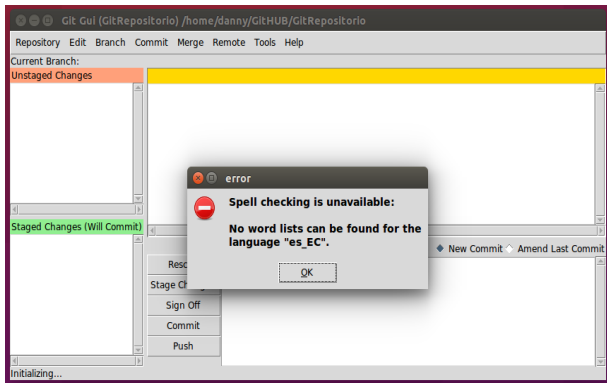 Git Gui (GitRepositorio) /home/danny/GitHUB/GitRepositorio
Repository Edit Branch Commit Merge Remote Tools Help
Current Branch:
Unstaged Changes
error
Spell checking is unavailable:
No word lists can be found for the
language "es_EC".
OK
Staged Changes (Will Commit)
New Commit Amend Last Commit
Stage
Sign Off
Commit
Push
Initializing...